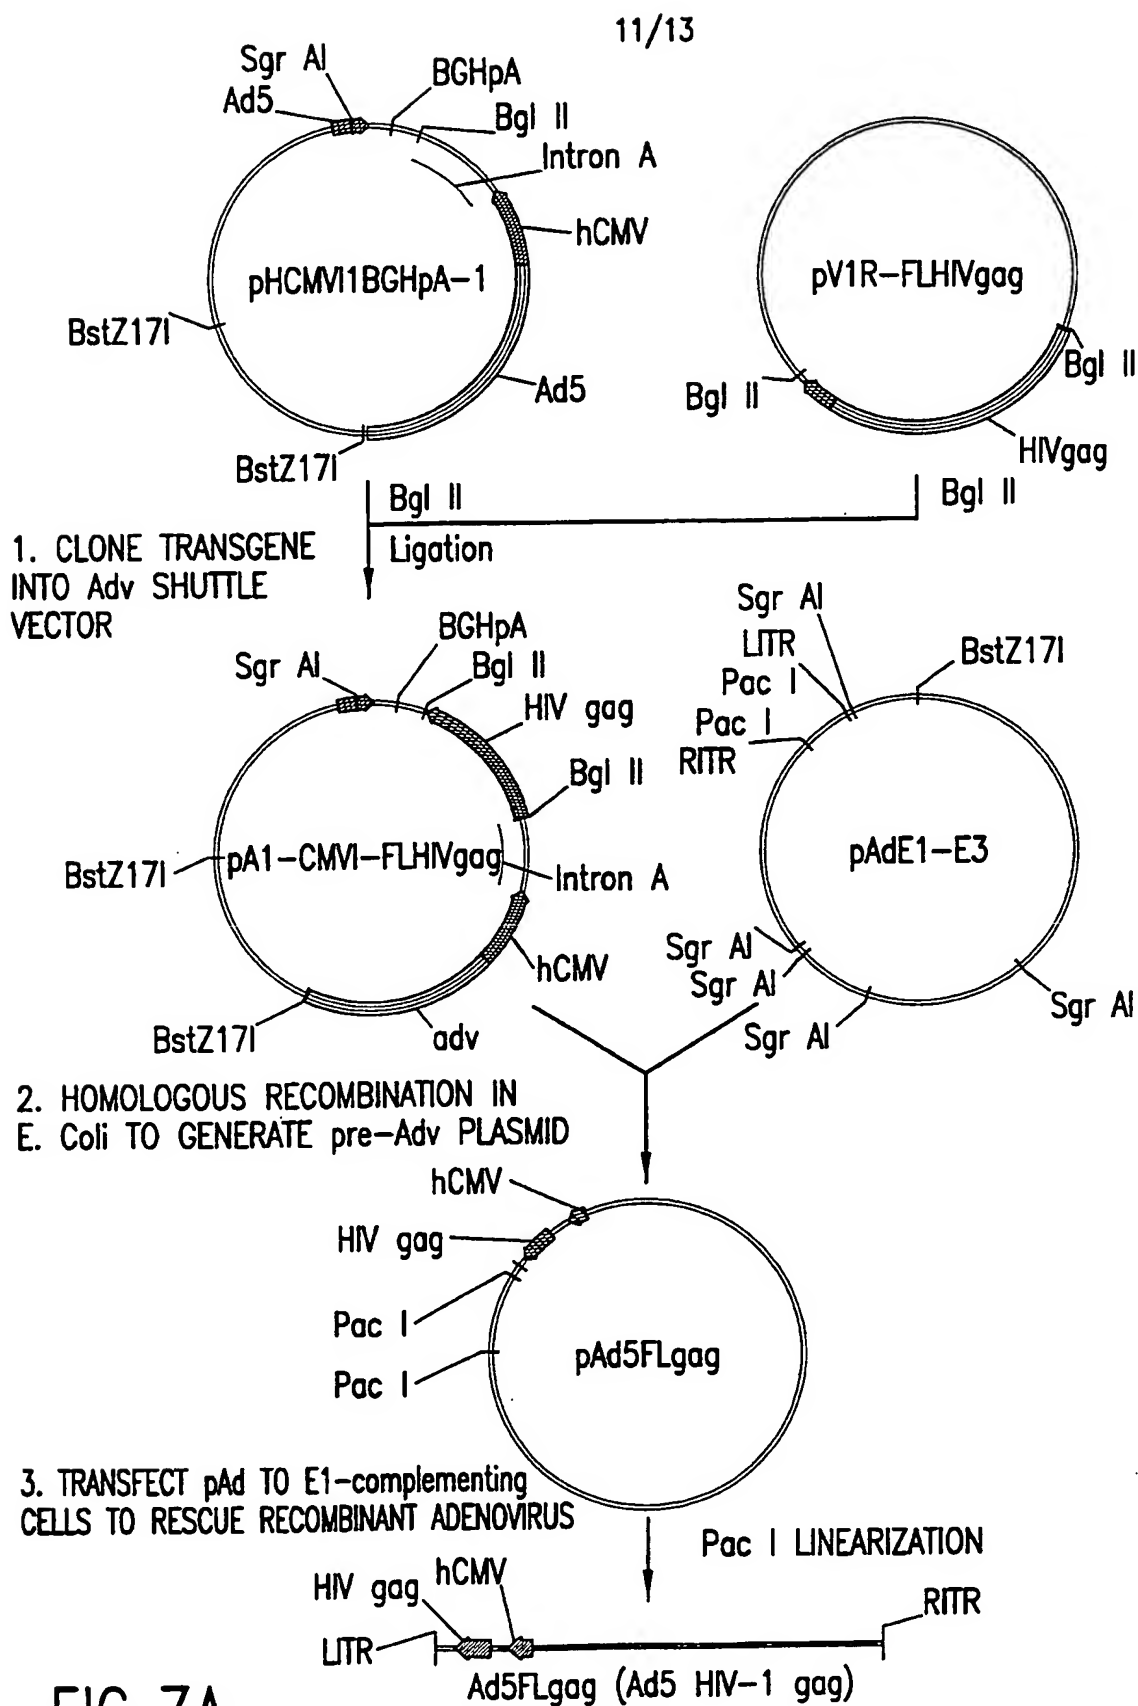 11/13
Sgr AI
BGHpA
Ad5
Bgl II
Intron A
hCMV
pHCMVI1BGHpA-1
BstZ17I
Ad5
BstZ17I
pV1R-FLHIVgag
Bgl II
Bgl II
HIVgag
Bgl II
Bgl II
Ligation
1. CLONE TRANSGENE
INTO Adv SHUTTLE
VECTOR
BGHpA
Sgr AI
Bgl II
HIV gag
Bgl II
pA1-CMVI-FLHIVgag
BstZ17I
Intron A
hCMV
BstZ17I
adv
Sgr AI
LITR
BstZ17I
Pac I
Pac I
RITR
pAdE1-E3
Sgr AI
Sgr AI
Sgr AI
Sgr AI
2. HOMOLOGOUS RECOMBINATION IN
E. Coli TO GENERATE pre-Adv PLASMID
hCMV
HIV gag
Pac I
pAd5FLgag
Pac I
3. TRANSFECT pAd TO E1-complementing
CELLS TO RESCUE RECOMBINANT ADENOVIRUS
Pac I LINEARIZATION
HIV gag
hCMV
RITR
LITR
Ad5FLgag (Ad5 HIV-1 gag)
FIG. 7A